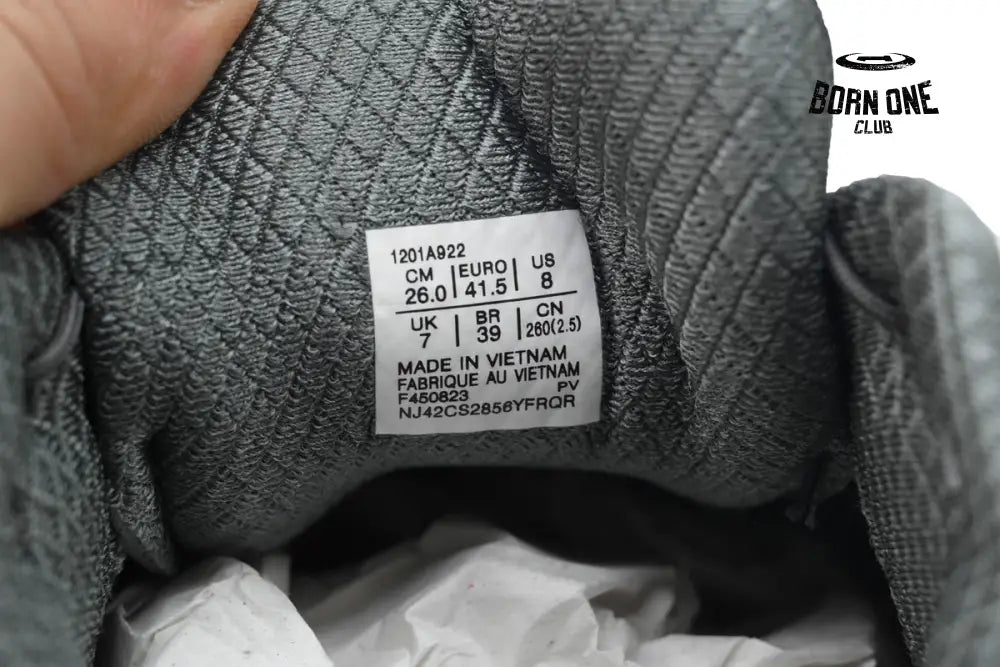 BORN ONE
CLUB
1201A922
CM EURO US
26.0 41.5 8
UK BR CN
7 39 260(2.5)
MADE IN VIETNAM
FABRIQUE AU VIETNAM
F450823 PV
NJ42CS2856YFRQR